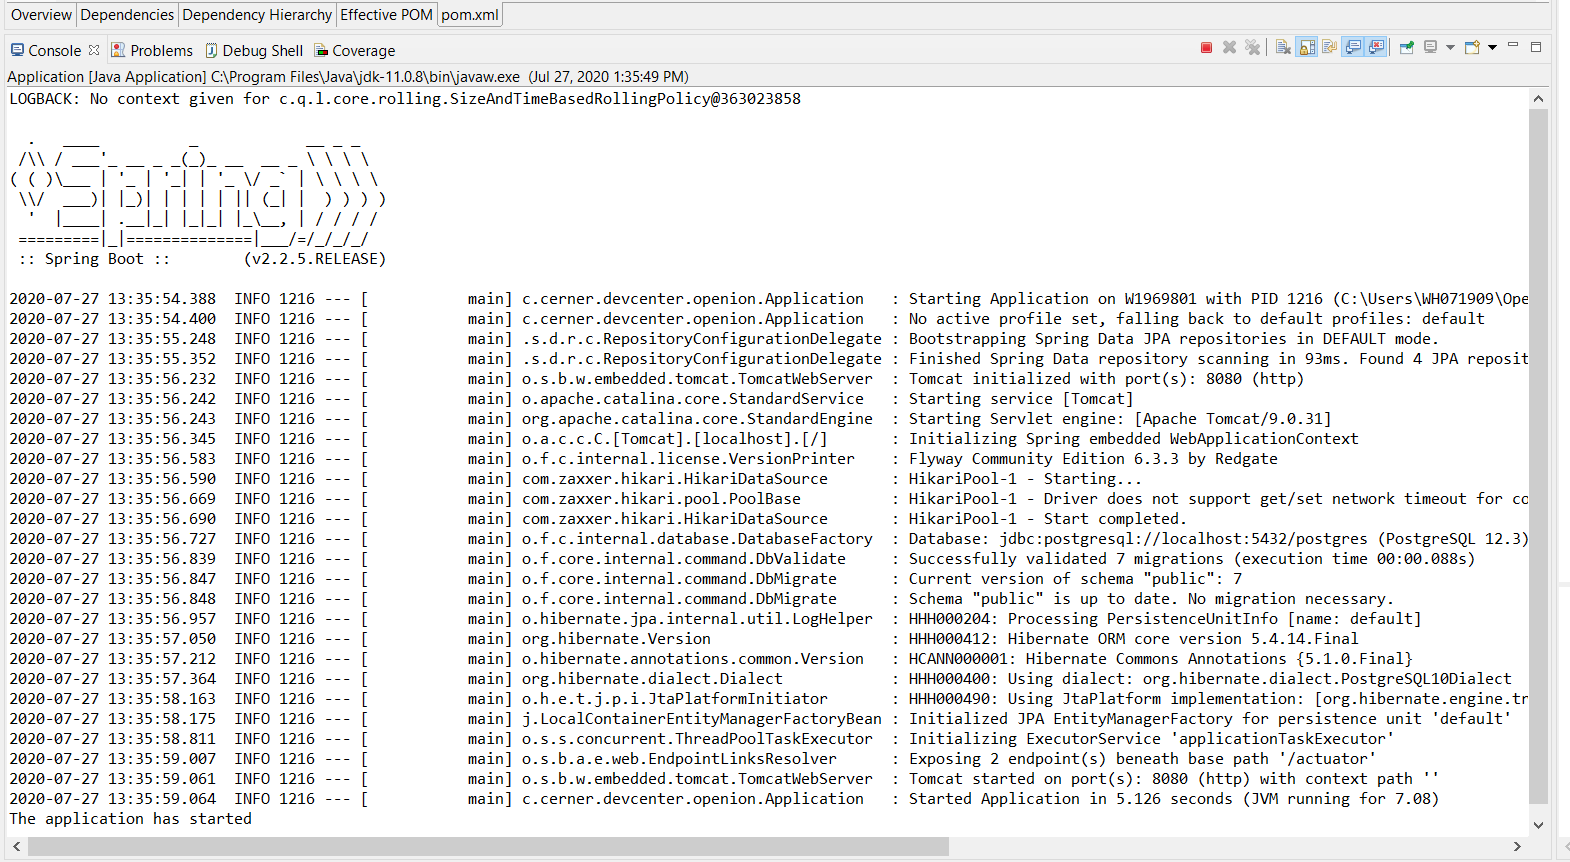 Overview Dependencies Dependency Hierarchy Effective POM pom.xml
Console Problems Debug Shell Coverage
Application [Java Application] C:\Program Files\Java\jdk-11.0.8\bin\javaw.exe (Jul 27, 2020 1:35:49 PM)
LOGBACK: No context given for c.q.l.core.rolling.SizeAndTimeBasedRollingPolicy@363023858
  .   ____          _            __ _ _
 /\\ / ___'_ __ _ _(_)_ __  __ _ \ \ \ \
( ( )\___ | '_ | '_| | '_ \/ _` | \ \ \ \
 \\/  ___)| |_)| | | | | || (_| |  ) ) ) )
  '  |____| .__|_| |_|_| |_\__, | / / / /
 =========|_|==============|___/=/_/_/_/
 :: Spring Boot ::        (v2.2.5.RELEASE)
2020-07-27 13:35:54.388  INFO 1216 --- [           main] c.cerner.devcenter.openion.Application   : Starting Application on W1969801 with PID 1216 (C:\Users\WH071909\Ope
2020-07-27 13:35:54.400  INFO 1216 --- [           main] c.cerner.devcenter.openion.Application   : No active profile set, falling back to default profiles: default
2020-07-27 13:35:55.248  INFO 1216 --- [           main] .s.d.r.c.RepositoryConfigurationDelegate : Bootstrapping Spring Data JPA repositories in DEFAULT mode.
2020-07-27 13:35:55.352  INFO 1216 --- [           main] .s.d.r.c.RepositoryConfigurationDelegate : Finished Spring Data repository scanning in 93ms. Found 4 JPA reposit
2020-07-27 13:35:56.232  INFO 1216 --- [           main] o.s.b.w.embedded.tomcat.TomcatWebServer  : Tomcat initialized with port(s): 8080 (http)
2020-07-27 13:35:56.242  INFO 1216 --- [           main] o.apache.catalina.core.StandardService   : Starting service [Tomcat]
2020-07-27 13:35:56.243  INFO 1216 --- [           main] org.apache.catalina.core.StandardEngine  : Starting Servlet engine: [Apache Tomcat/9.0.31]
2020-07-27 13:35:56.345  INFO 1216 --- [           main] o.a.c.c.C.[Tomcat].[localhost].[/]       : Initializing Spring embedded WebApplicationContext
2020-07-27 13:35:56.583  INFO 1216 --- [           main] o.f.c.internal.license.VersionPrinter    : Flyway Community Edition 6.3.3 by Redgate
2020-07-27 13:35:56.590  INFO 1216 --- [           main] com.zaxxer.hikari.HikariDataSource       : HikariPool-1 - Starting...
2020-07-27 13:35:56.669  INFO 1216 --- [           main] com.zaxxer.hikari.pool.PoolBase          : HikariPool-1 - Driver does not support get/set network timeout for co
2020-07-27 13:35:56.690  INFO 1216 --- [           main] com.zaxxer.hikari.HikariDataSource       : HikariPool-1 - Start completed.
2020-07-27 13:35:56.727  INFO 1216 --- [           main] o.f.c.internal.database.DatabaseFactory  : Database: jdbc:postgresql://localhost:5432/postgres (PostgreSQL 12.3)
2020-07-27 13:35:56.839  INFO 1216 --- [           main] o.f.core.internal.command.DbValidate     : Successfully validated 7 migrations (execution time 00:00.088s)
2020-07-27 13:35:56.847  INFO 1216 --- [           main] o.f.core.internal.command.DbMigrate      : Current version of schema "public": 7
2020-07-27 13:35:56.848  INFO 1216 --- [           main] o.f.core.internal.command.DbMigrate      : Schema "public" is up to date. No migration necessary.
2020-07-27 13:35:56.957  INFO 1216 --- [           main] o.hibernate.jpa.internal.util.LogHelper  : HHH000204: Processing PersistenceUnitInfo [name: default]
2020-07-27 13:35:57.050  INFO 1216 --- [           main] org.hibernate.Version                    : HHH000412: Hibernate ORM core version 5.4.14.Final
2020-07-27 13:35:57.212  INFO 1216 --- [           main] o.hibernate.annotations.common.Version   : HCANN000001: Hibernate Commons Annotations {5.1.0.Final}
2020-07-27 13:35:57.364  INFO 1216 --- [           main] org.hibernate.dialect.Dialect            : HHH000400: Using dialect: org.hibernate.dialect.PostgreSQL10Dialect
2020-07-27 13:35:58.163  INFO 1216 --- [           main] o.h.e.t.j.p.i.JtaPlatformInitiator       : HHH000490: Using JtaPlatform implementation: [org.hibernate.engine.tr
2020-07-27 13:35:58.175  INFO 1216 --- [           main] j.LocalContainerEntityManagerFactoryBean : Initialized JPA EntityManagerFactory for persistence unit 'default'
2020-07-27 13:35:58.811  INFO 1216 --- [           main] o.s.s.concurrent.ThreadPoolTaskExecutor  : Initializing ExecutorService 'applicationTaskExecutor'
2020-07-27 13:35:59.007  INFO 1216 --- [           main] o.s.b.a.e.web.EndpointLinksResolver      : Exposing 2 endpoint(s) beneath base path '/actuator'
2020-07-27 13:35:59.061  INFO 1216 --- [           main] o.s.b.w.embedded.tomcat.TomcatWebServer  : Tomcat started on port(s): 8080 (http) with context path ''
2020-07-27 13:35:59.064  INFO 1216 --- [           main] c.cerner.devcenter.openion.Application   : Started Application in 5.126 seconds (JVM running for 7.08)
The application has started